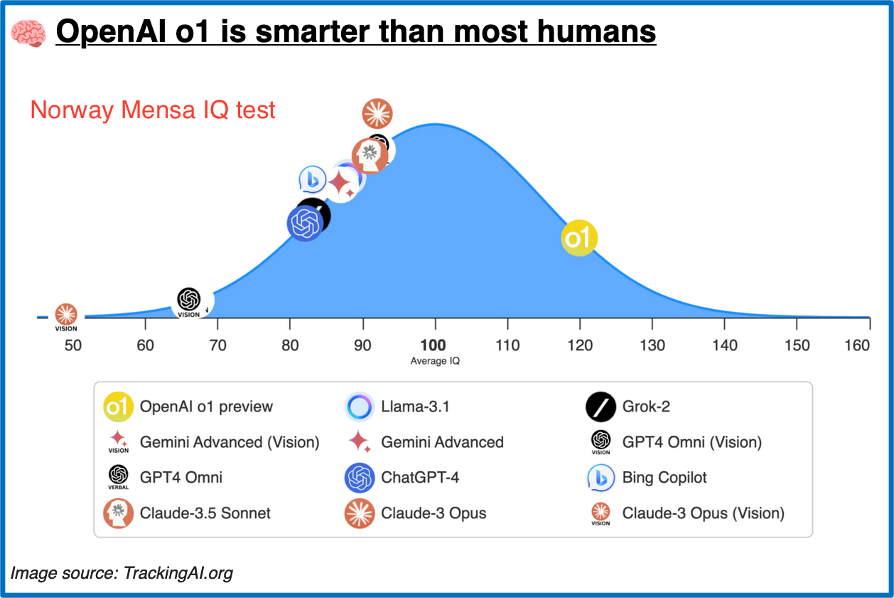 OpenAI o1 is smarter than most humans
Norway Mensa IQ test
o1
VISION
VISION
50 60 70 80 90 100 110 120 130 140 150 160
Average IQ
o1 OpenAI o1 preview Llama-3.1 Grok-2
VISION Gemini Advanced (Vision) Gemini Advanced VISION GPT4 Omni (Vision)
VERBAL GPT4 Omni ChatGPT-4 b Bing Copilot
Claude-3.5 Sonnet Claude-3 Opus VISION Claude-3 Opus (Vision)
Image source: TrackingAI.org